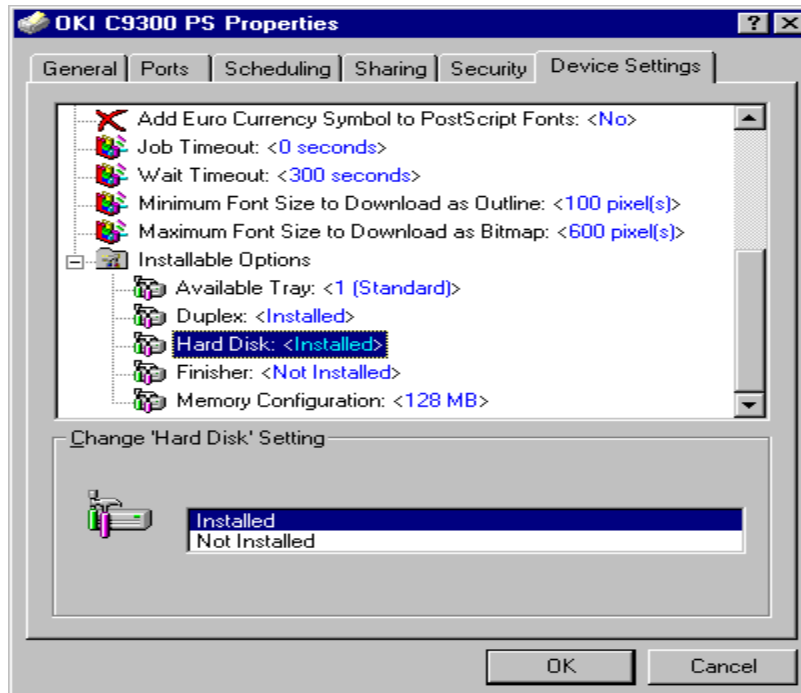 OKI C9300 PS Properties
General Ports Scheduling Sharing Security Device Settings
Add Euro Currency Symbol to PostScript Fonts: <No>
Job Timeout: <0 seconds>
Wait Timeout: <300 seconds>
Minimum Font Size to Download as Outline: <100 pixel(s)>
Maximum Font Size to Download as Bitmap: <600 pixel(s)>
Installable Options
Available Tray: <1 (Standard)>
Duplex: <Installed>
Hard Disk: <Installed>
Finisher: <Not Installed>
Memory Configuration: <128 MB>
Change 'Hard Disk' Setting
Installed
Not Installed
OK Cancel